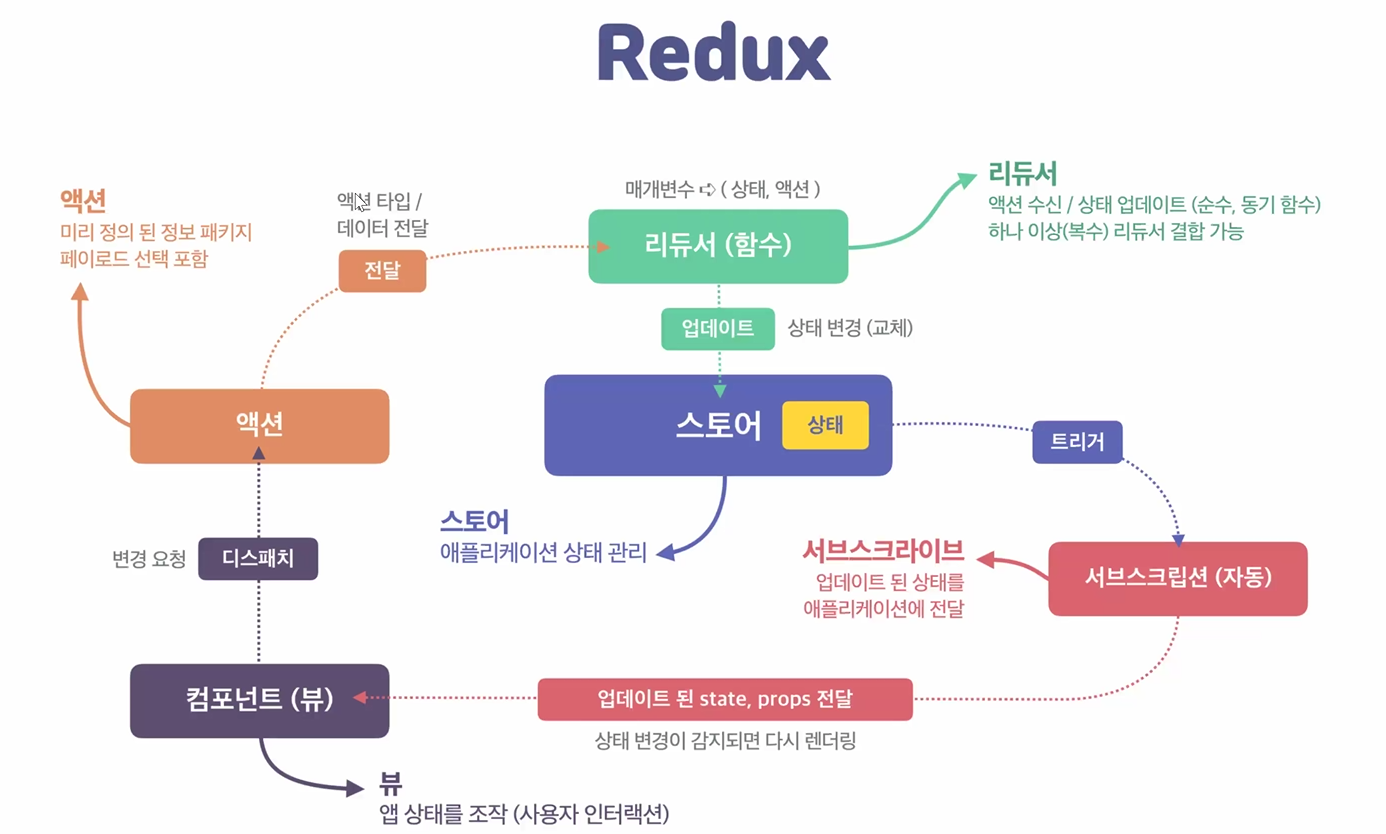 Redux
액션
미리 정의 된 정보 패키지
페이로드 선택 포함
액션 타입 /
데이터 전달
전달
매개변수 ➪ ( 상태, 액션 )
리듀서 (함수)
리듀서
액션 수신 / 상태 업데이트 (순수, 동기 함수)
하나 이상(복수) 리듀서 결합 가능
업데이트
상태 변경 (교체)
액션
스토어
상태
트리거
스토어
애플리케이션 상태 관리
변경 요청
디스패치
서브스크라이브
업데이트 된 상태를
애플리케이션에 전달
서브스크립션 (자동)
컴포넌트 (뷰)
업데이트 된 state, props 전달
상태 변경이 감지되면 다시 렌더링
뷰
앱 상태를 조작 (사용자 인터랙션)